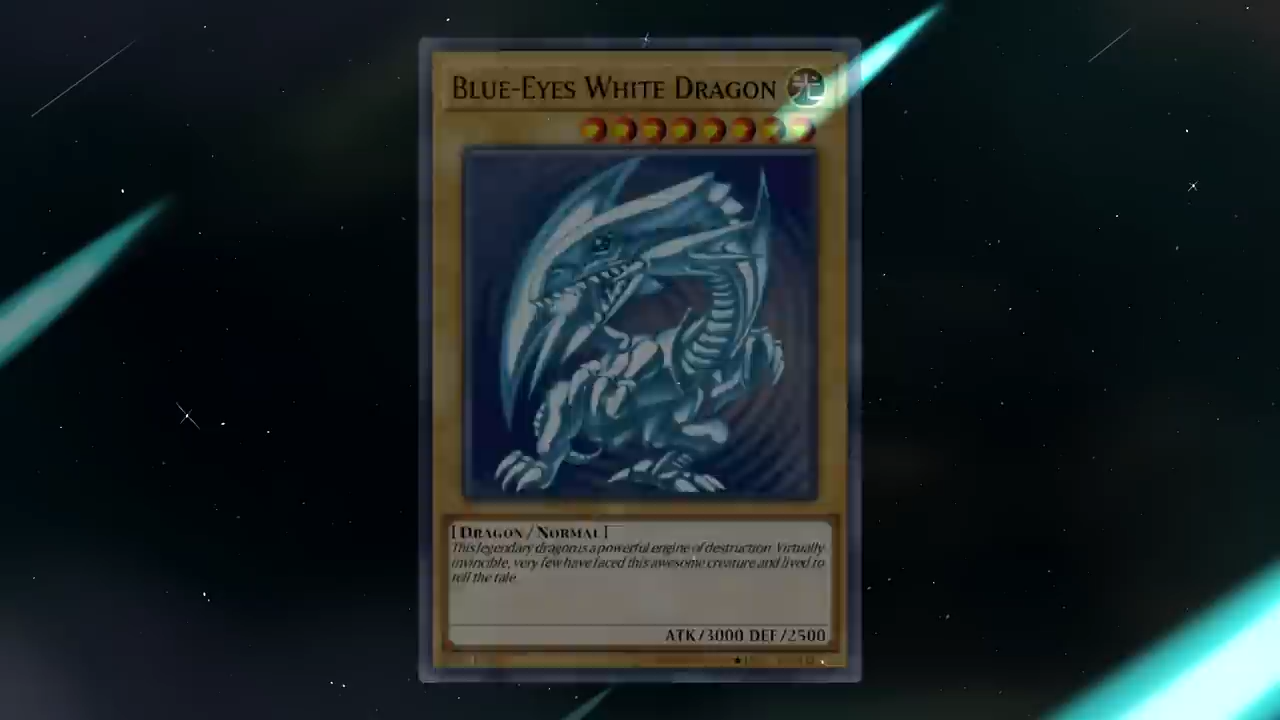 BLUE-EYES WHITE DRAGON 光
[DRAGON/NORMAL]
This legendary dragon is a powerful engine of destruction. Virtually
invincible, very few have faced this awesome creature and lived to
tell the tale.
ATK/3000 DEF/2500